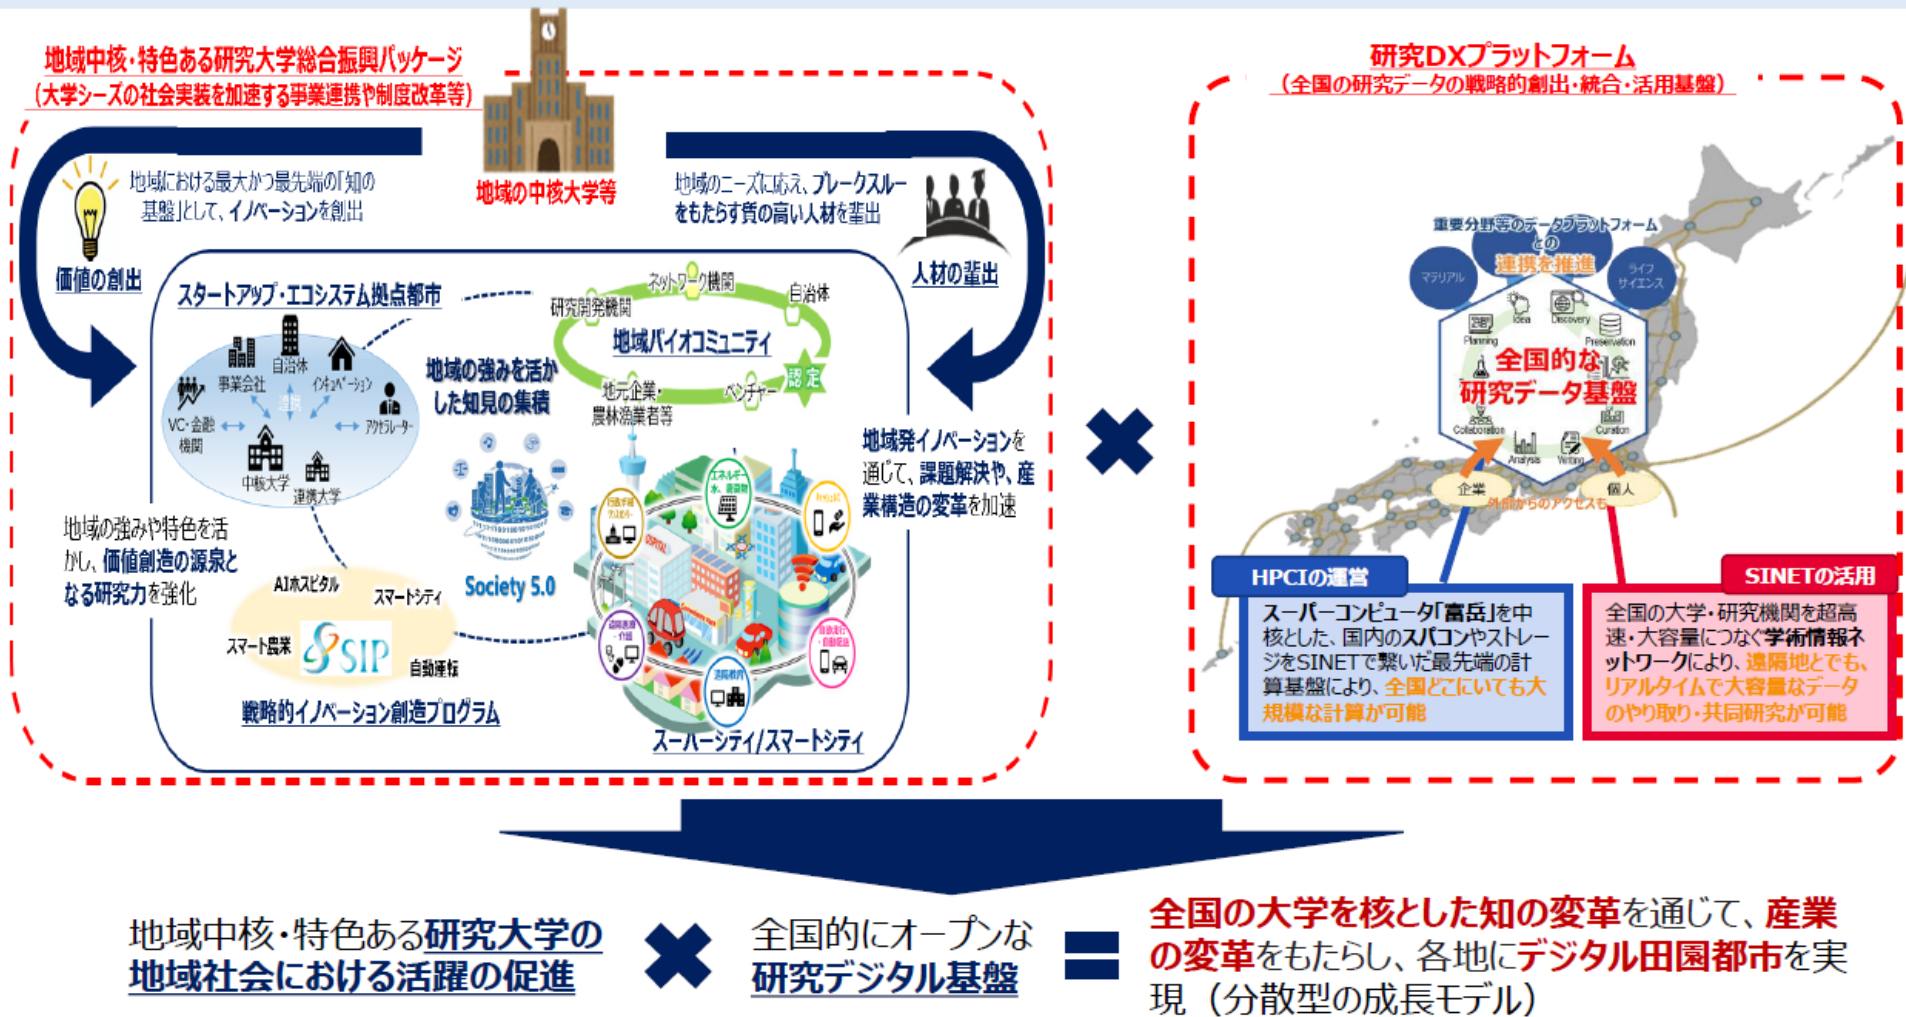 地域中核・特色ある研究大学総合振興パッケージ
（大学シーズの社会実装を加速する事業連携や制度改革等）
地域の中核大学等
地域における最大かつ最先端の「知の
基盤」として、イノベーションを創出
価値の創出
地域のニーズに応え、ブレークスルー
をもたらす質の高い人材を輩出
人材の輩出
スタートアップ・エコシステム拠点都市
事業会社
自治体
インキュベーション
連携
VC・金融
機関
アクセラレーター
中核大学
連携大学
地域の強みを活か
した知見の集積
Society 5.0
ネットワーク機関
研究開発機関
自治体
地域バイオコミュニティ
認定
地元企業・
農林漁業者等
ベンチャー
地域の強みや特色を活
かし、価値創造の源泉と
なる研究力を強化
地域発イノベーションを
通じて、課題解決や、産
業構造の変革を加速
AIホスピタル
スマートシティ
スマート農業
SIP
自動運転
戦略的イノベーション創造プログラム
HOSPITAL
遠隔教育
スーパーシティ/スマートシティ
研究DXプラットフォーム
（全国の研究データの戦略的創出・統合・活用基盤）
重要分野等のデータプラットフォーム
との
連携を推進
マテリアル
ライフ
サイエンス
Idea
Discovery
Planning
Preservation
全国的な
研究データ基盤
Collaboration
Curation
Analysis
Writing
企業
個人
外部からのアクセスも
HPCIの運営
スーパーコンピュータ「富岳」を中
核とした、国内のスパコンやストレー
ジをSINETで繋いだ最先端の計
算基盤により、全国どこにいても大
規模な計算が可能
SINETの活用
全国の大学・研究機関を超高
速・大容量につなぐ学術情報ネ
ットワークにより、遠隔地とでも、
リアルタイムで大容量なデータ
のやり取り・共同研究が可能
地域中核・特色ある研究大学の
地域社会における活躍の促進
全国的にオープンな
研究デジタル基盤
全国の大学を核とした知の変革を通じて、産業
の変革をもたらし、各地にデジタル田園都市を実
現（分散型の成長モデル）